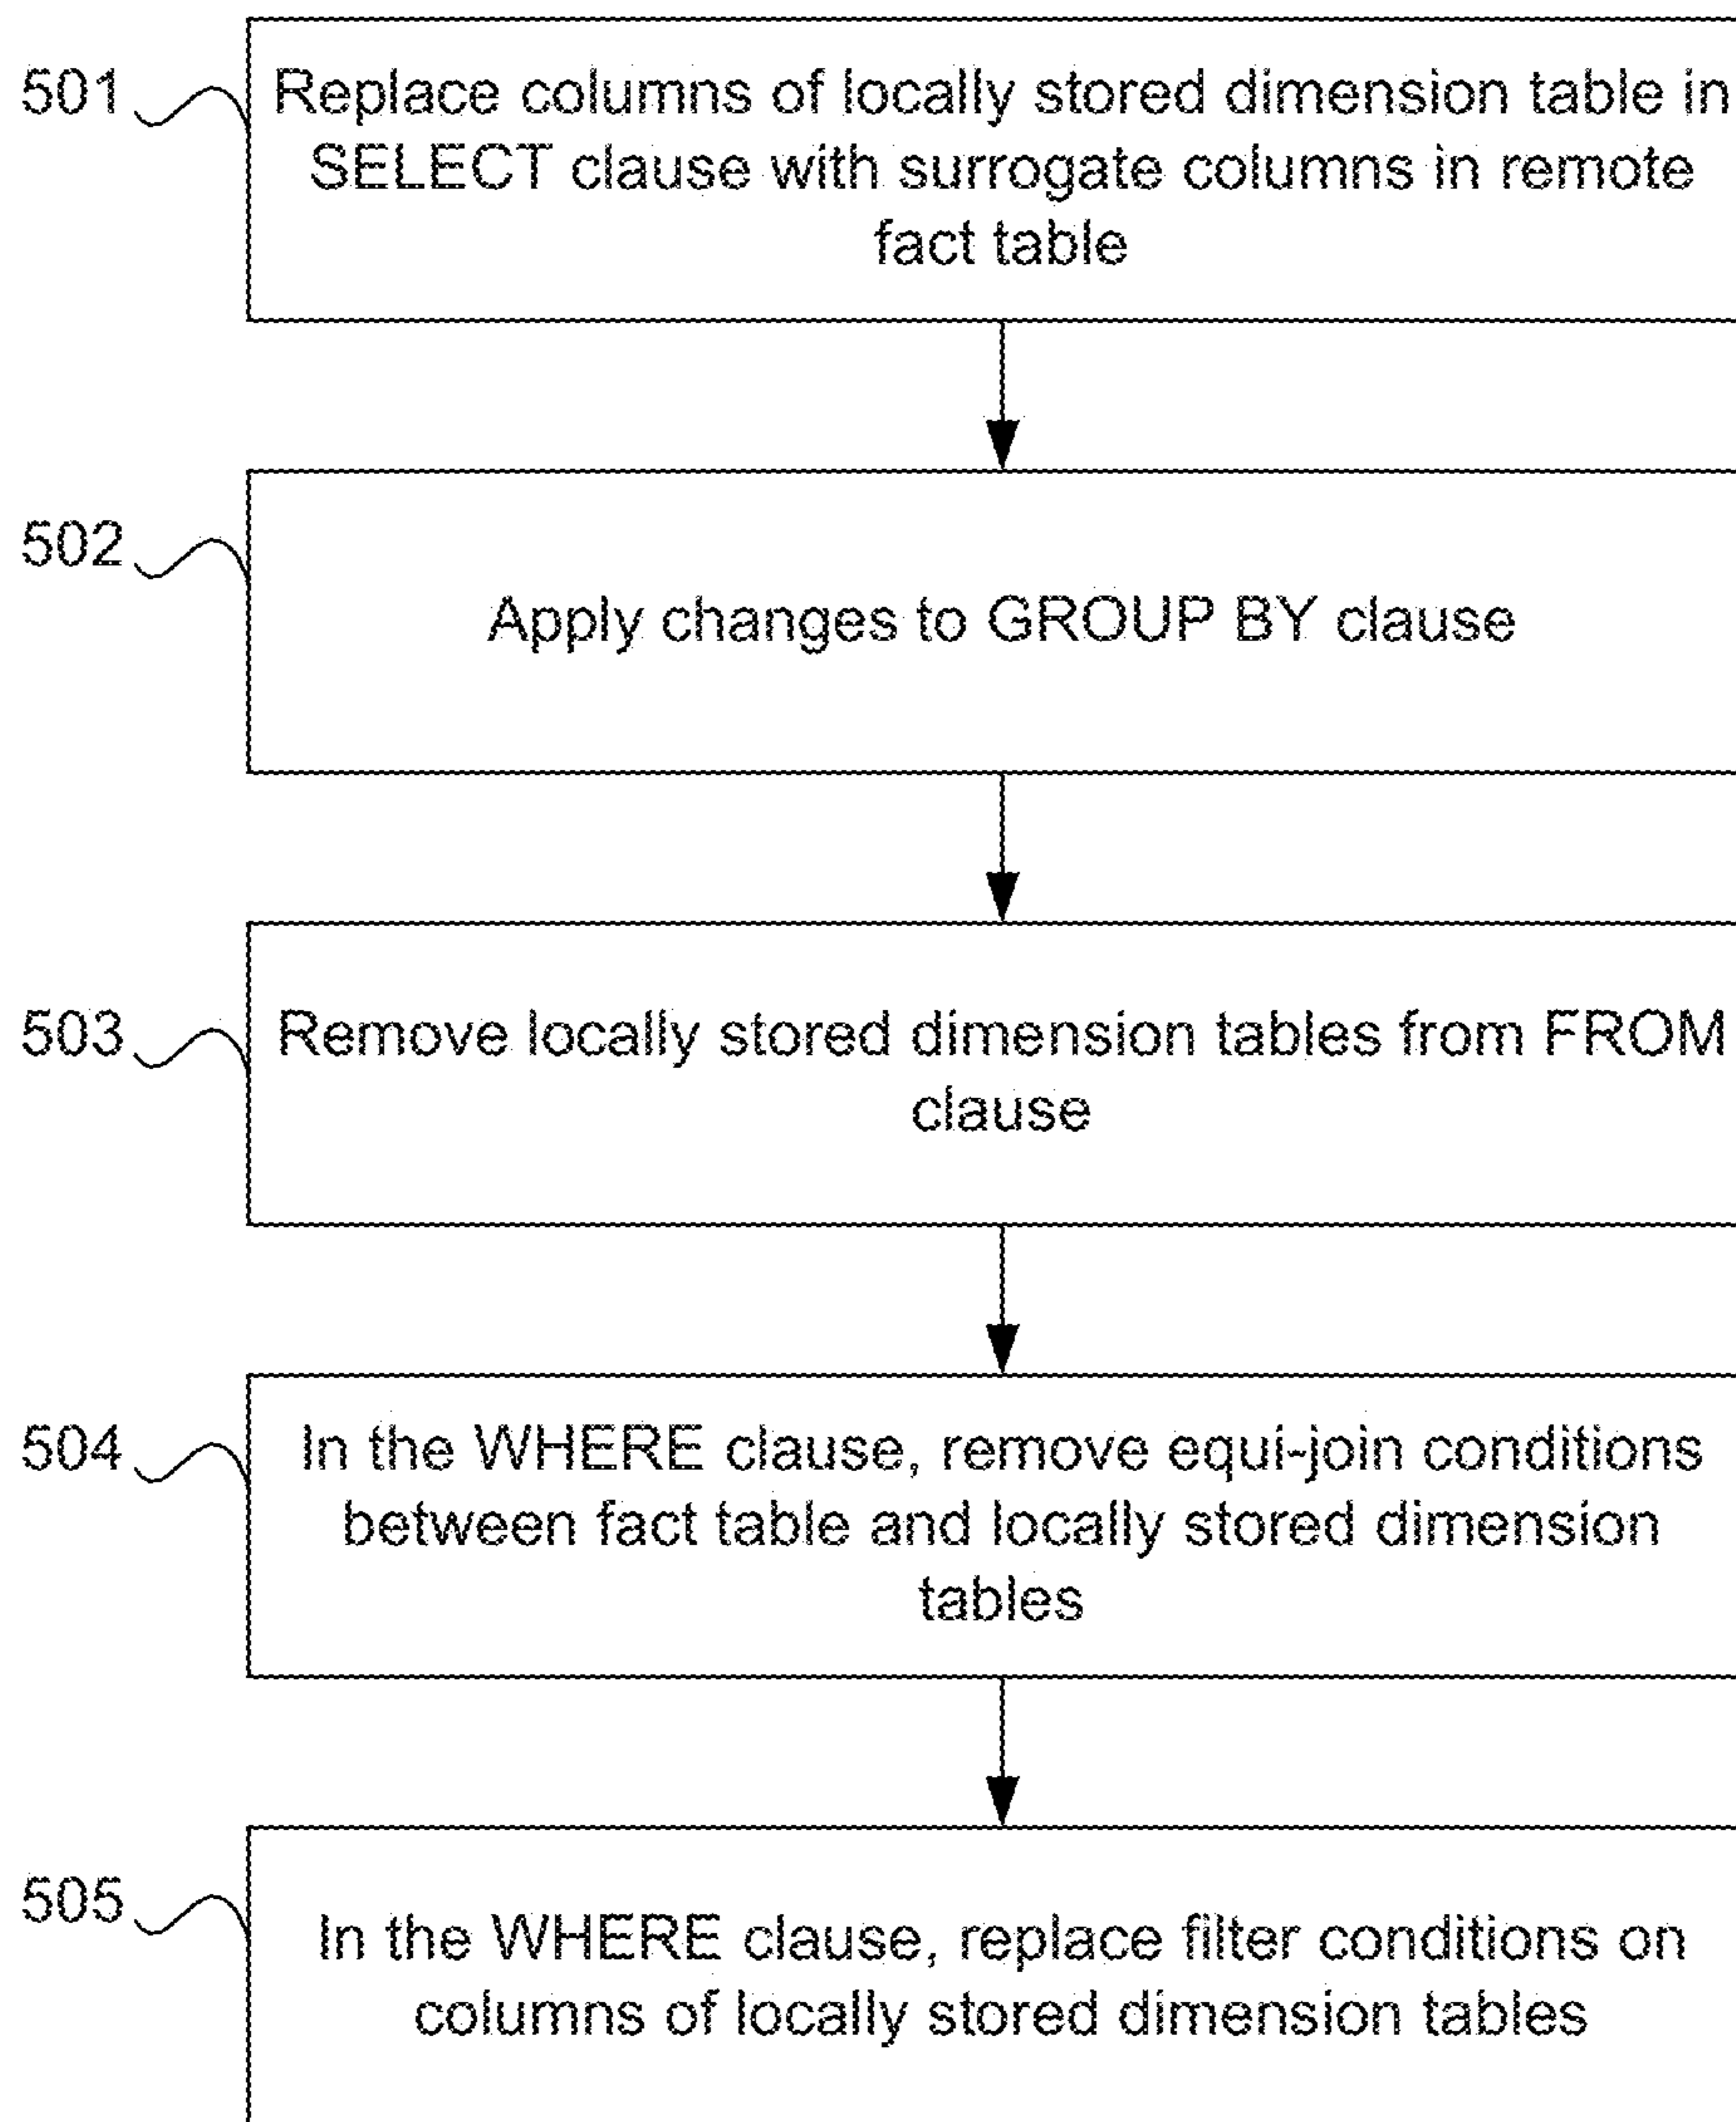 501
Replace columns of locally stored dimension table in
SELECT clause with surrogate columns in remote
fact table
502
Apply changes to GROUP BY clause
503
Remove locally stored dimension tables from FROM
clause
504
In the WHERE clause, remove equi-join conditions
between fact table and locally stored dimension
tables
505
In the WHERE clause, replace filter conditions on
columns of locally stored dimension tables